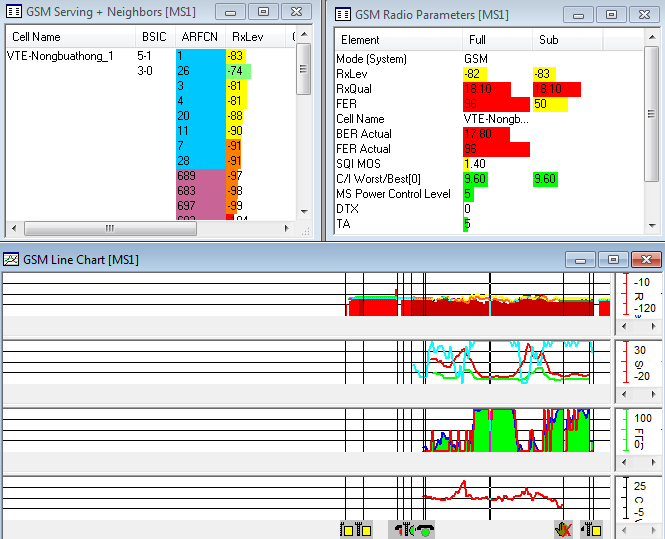 GSM Serving + Neighbors [MS1]
Cell Name BSIC ARFCN RxLev
VTE-Nongbuathong_1 5-1 1 -83
3-0 26 -74
3 -81
4 -81
20 -88
11 -90
7 -91
28 -91
689 -97
683 -98
697 -99
GSM Radio Parameters [MS1]
Element Full Sub
Mode (System) GSM
RxLev -82 -83
RxQual 18.10 18.10
FER 96 50
Cell Name VTE-Nongb...
BER Actual 17.80
FER Actual 96
SQI MOS 1.40
C/I Worst/Best[0] 9.60 9.60
MS Power Control Level 5
DTX 0
TA 5
GSM Line Chart [MS1]
-10
-120
30
-20
100
0
25
-5